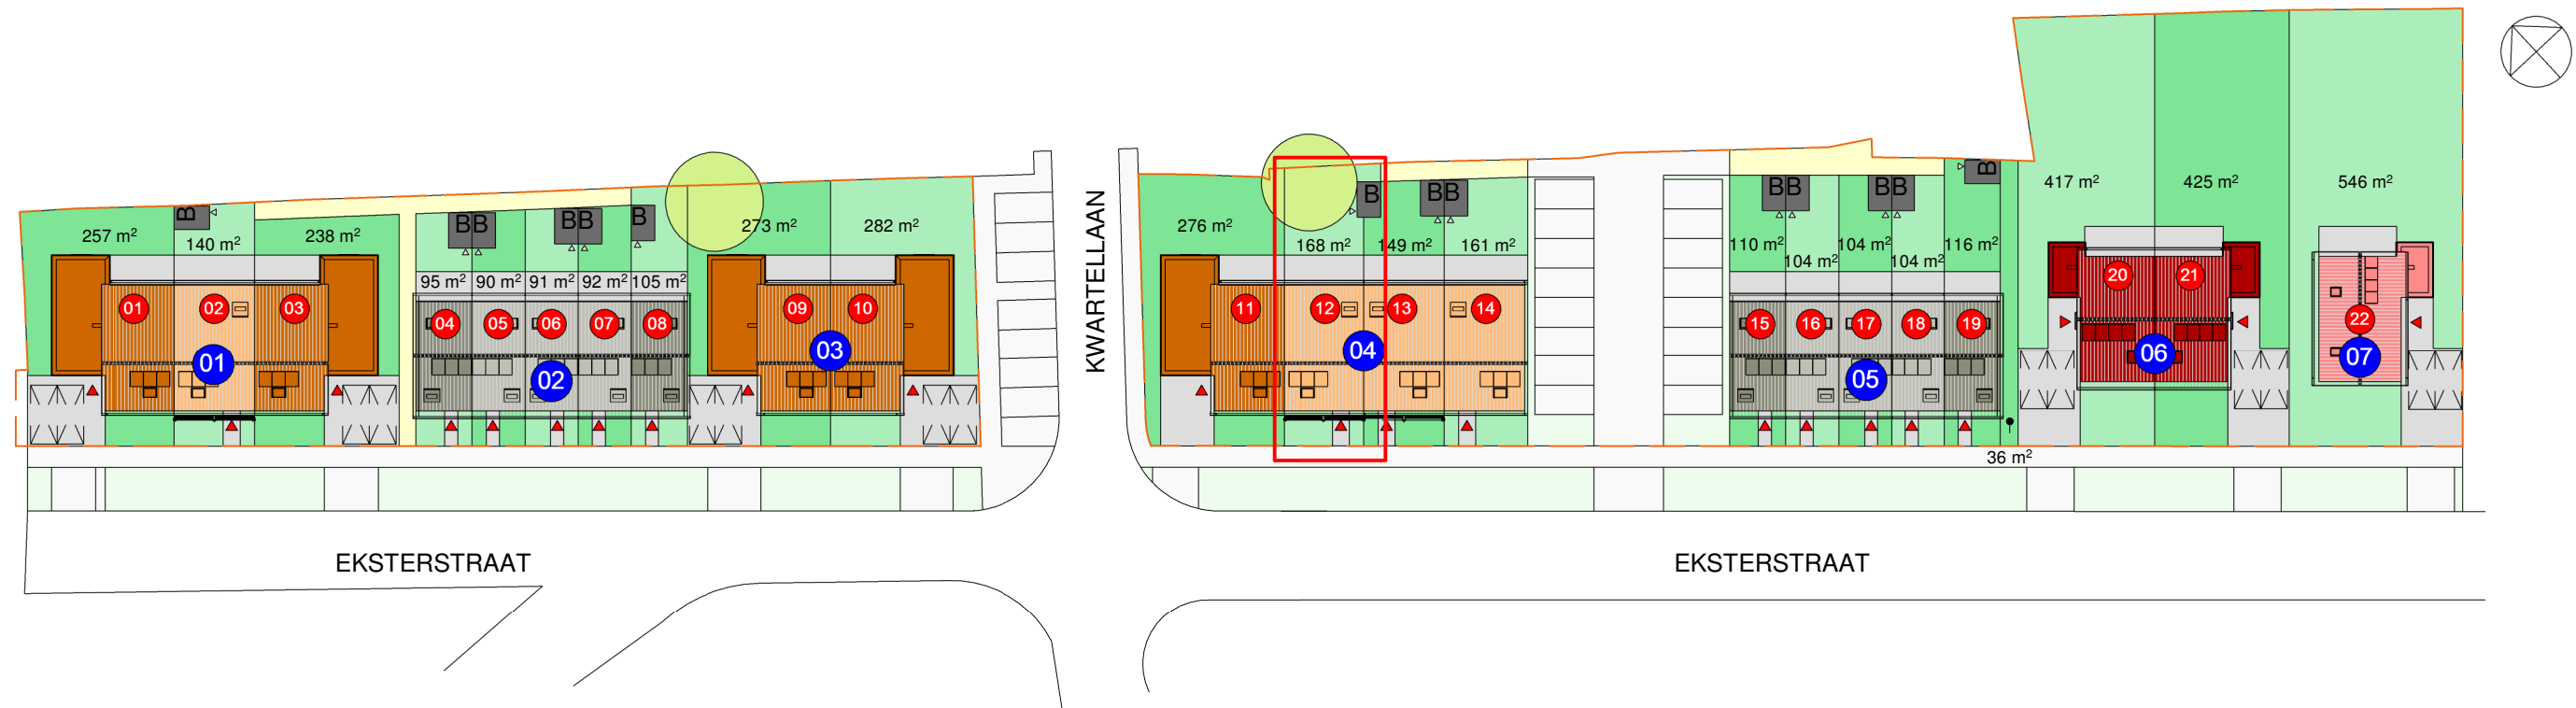 257 m²
B
140 m²
238 m²
BB
BB
B
95 m²
90 m²
91 m²
92 m²
105 m²
273 m²
282 m²
01
02
03
01
04
05
06
07
08
02
09
10
03
KWARTELLAAN
276 m²
168 m²
B
149 m²
BB
161 m²
11
12
13
14
04
BB
BB
B
110 m²
104 m²
104 m²
104 m²
116 m²
15
16
17
18
19
05
417 m²
425 m²
546 m²
20
21
06
22
07
36 m²
EKSTERSTRAAT
EKSTERSTRAAT